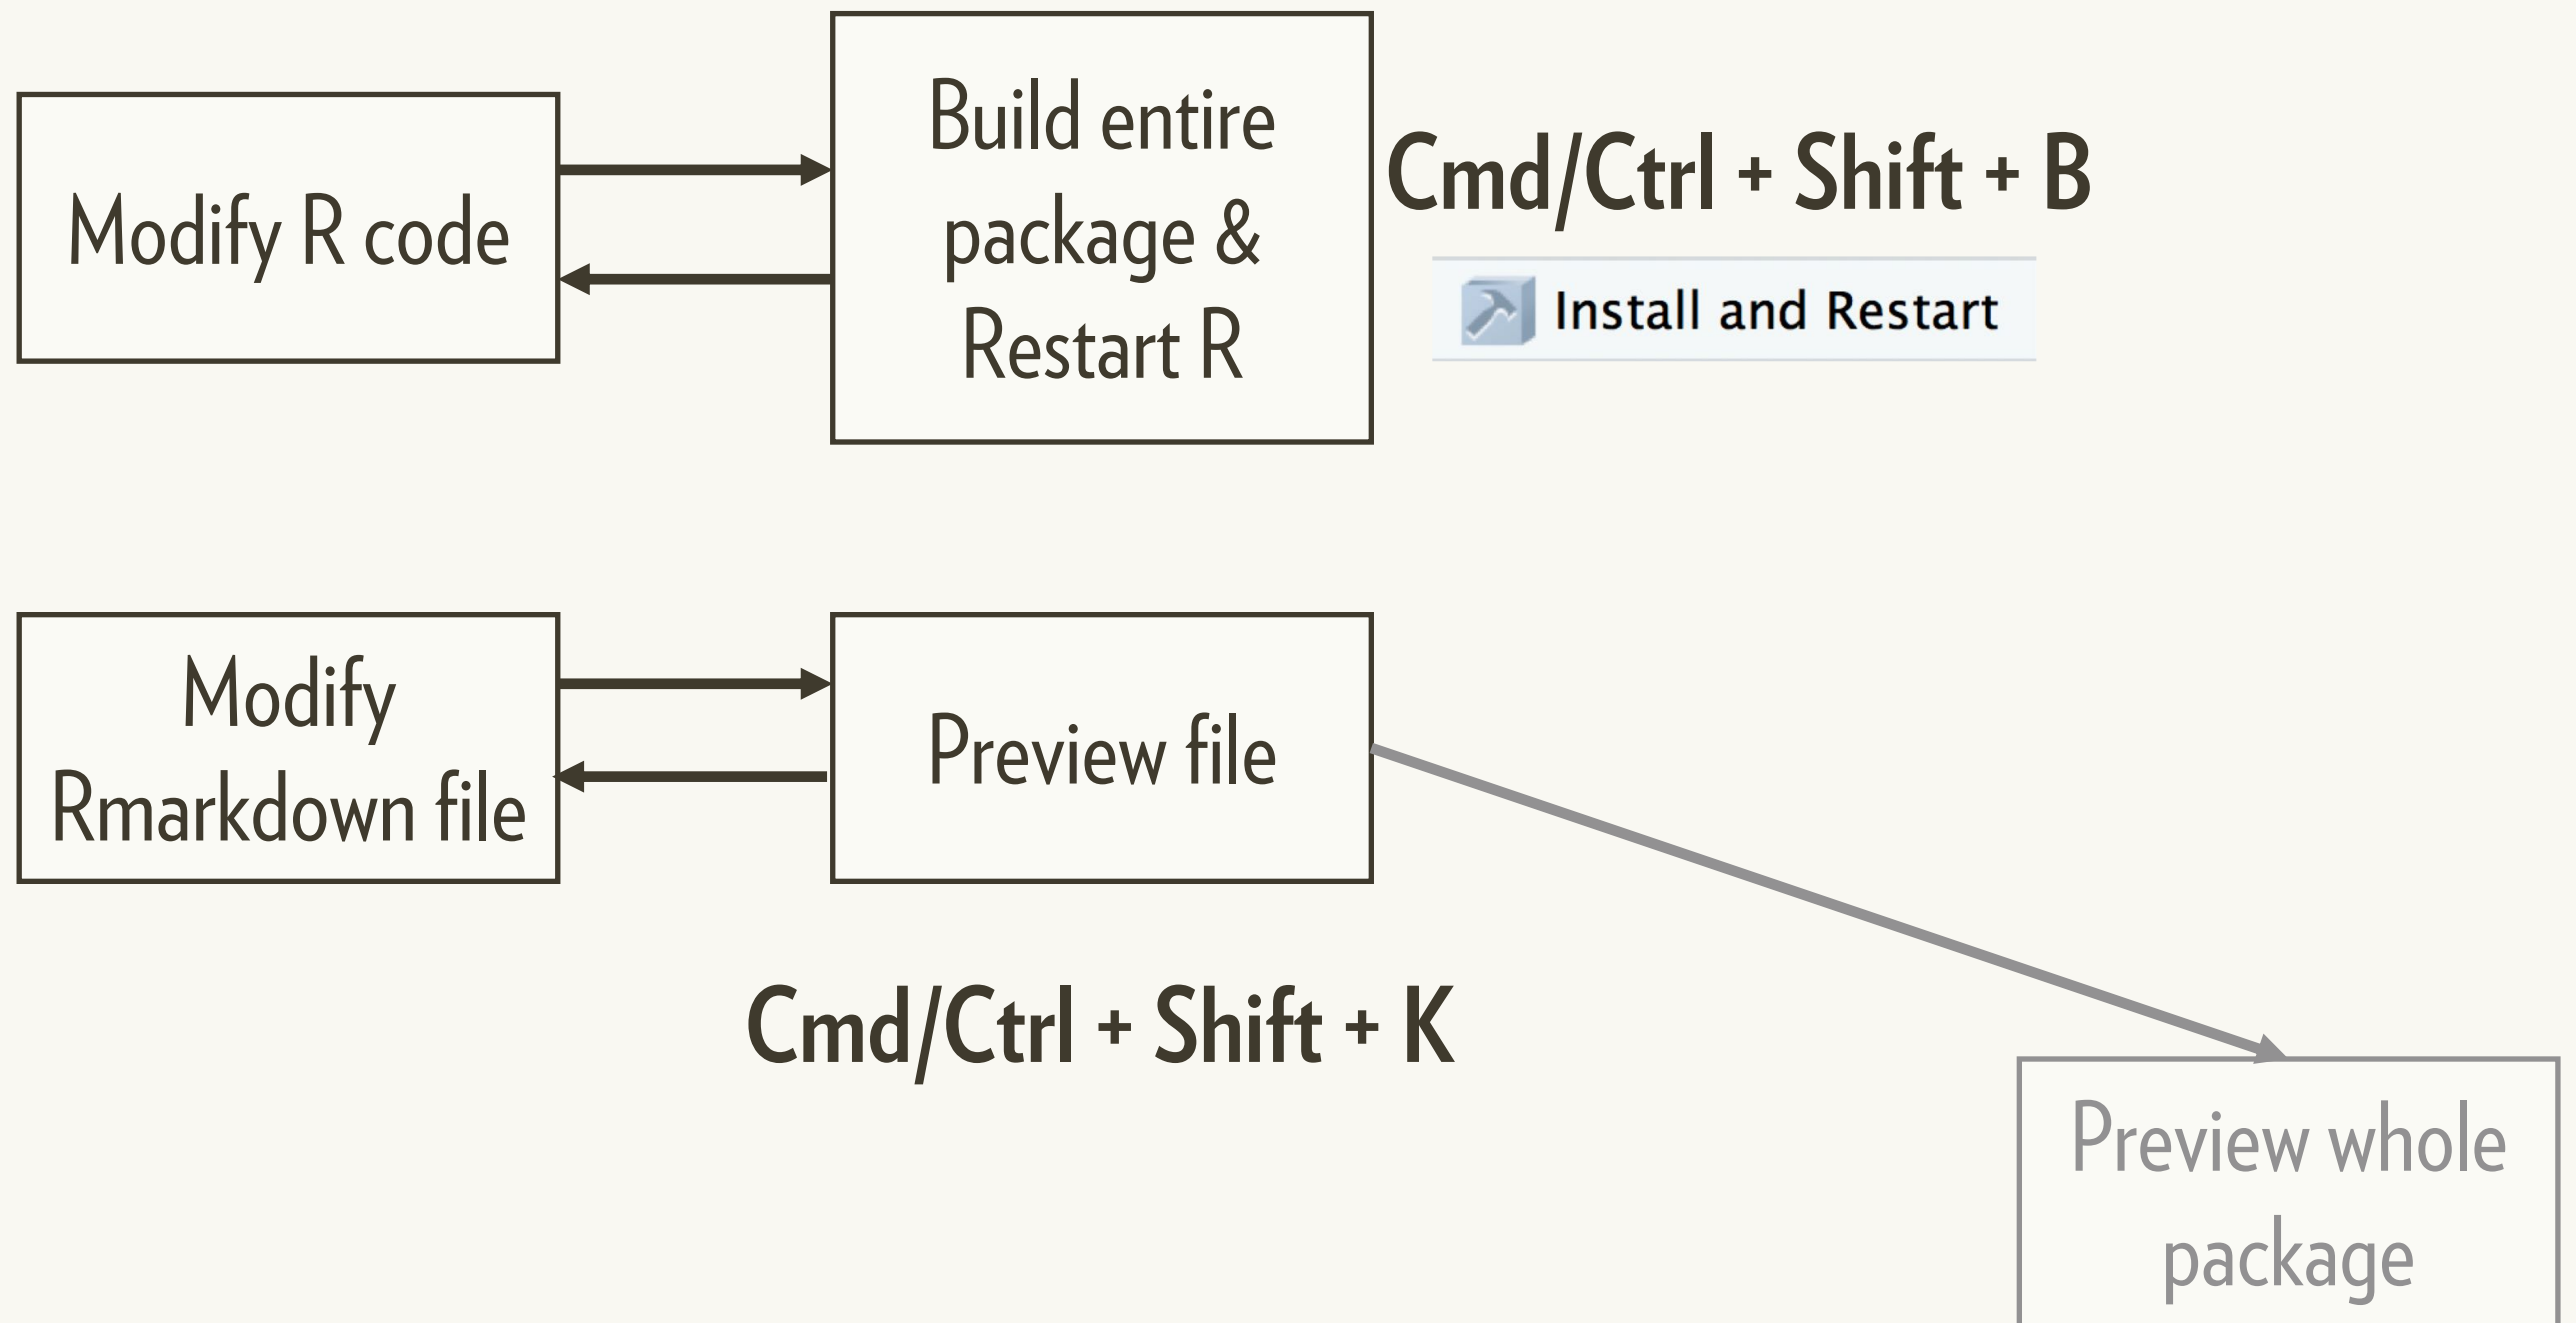 Modify R code
Build entire
package &
Restart R
Cmd/Ctrl + Shift + B
Install and Restart
Modify
Rmarkdown file
Preview file
Cmd/Ctrl + Shift + K
Preview whole
package